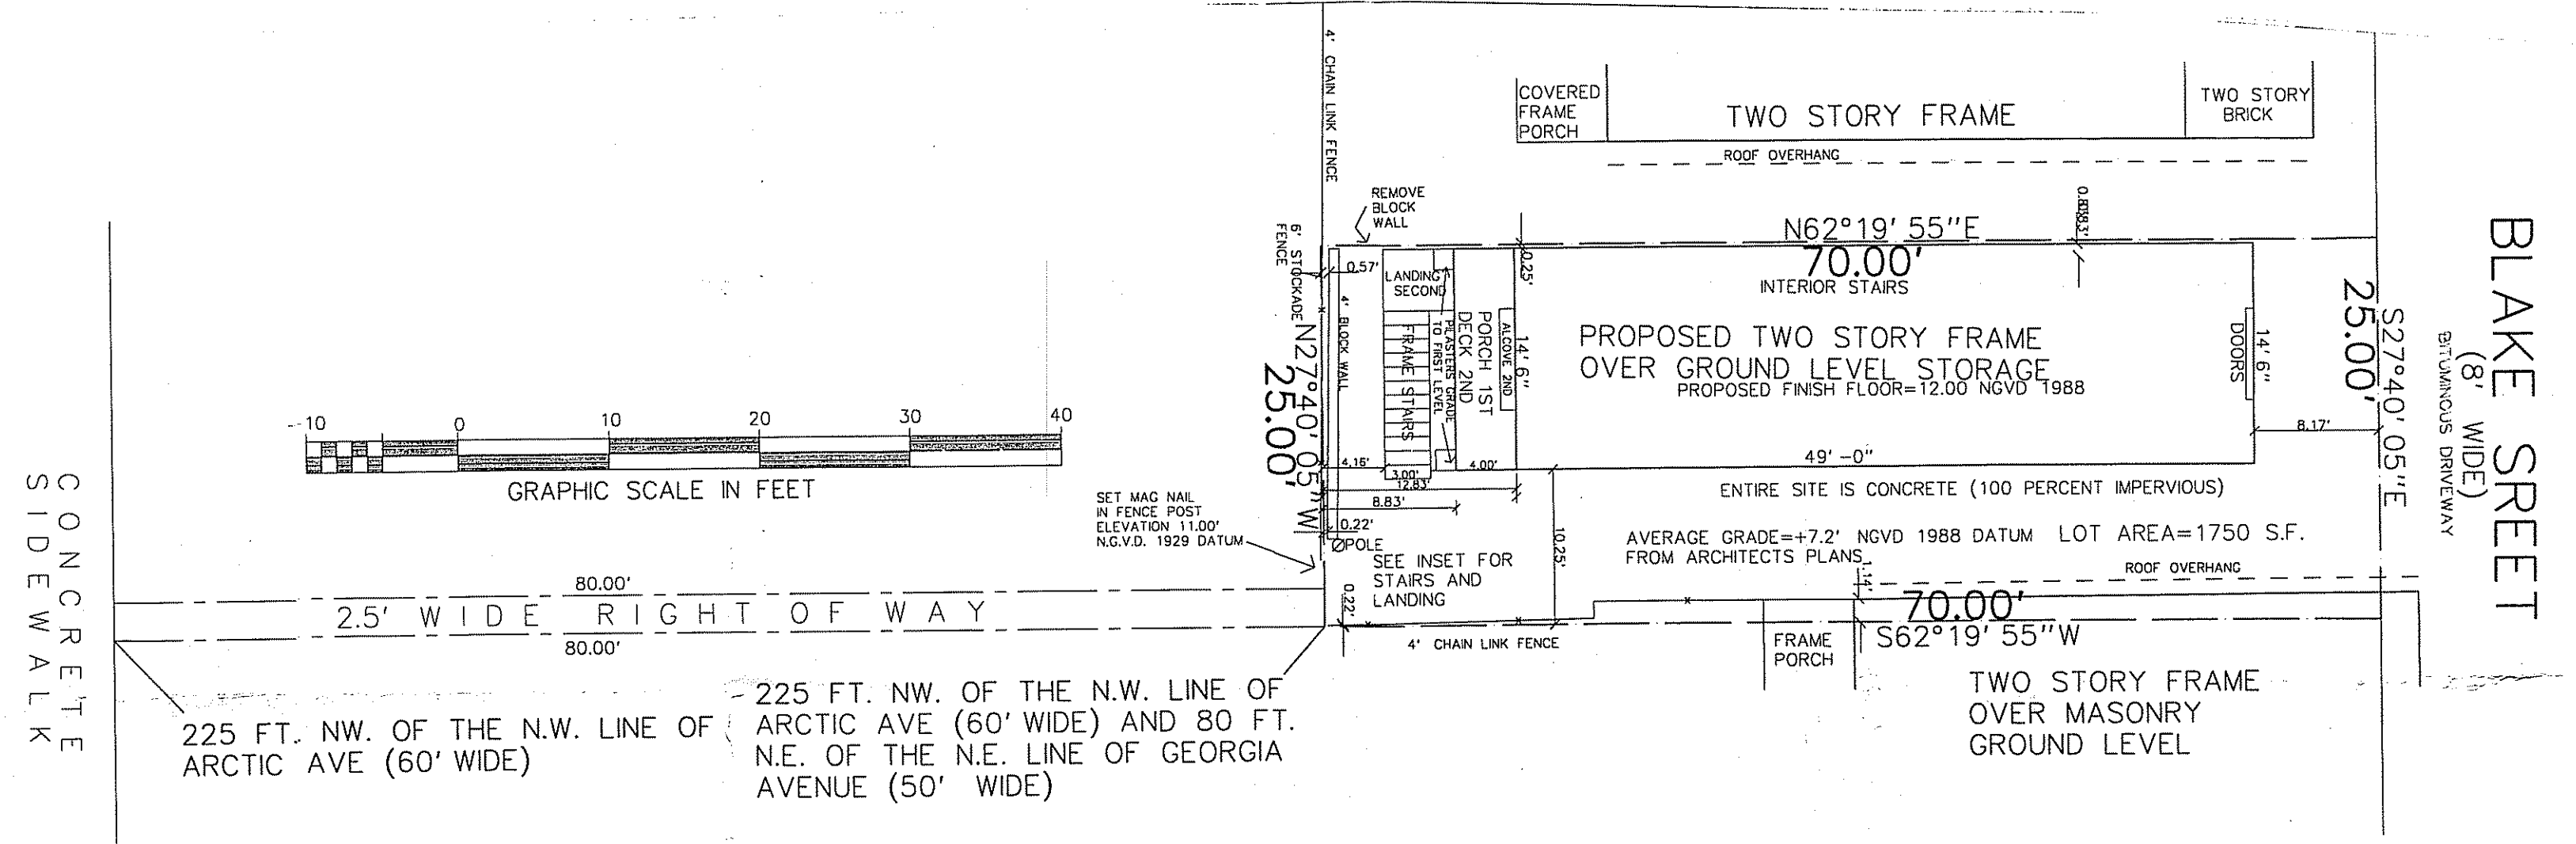 4' CHAIN LINK FENCE
COVERED
FRAME
PORCH
TWO STORY FRAME
TWO STORY
BRICK
ROOF OVERHANG
REMOVE
BLOCK
WALL
6' STOCKADE
FENCE
N62°19' 55"E
70.00'
INTERIOR STAIRS
0.57'
0.25'
LANDING
SECOND
4' BLOCK WALL
FRAME STAIRS
PILASTERS GRADE
TO FIRST LEVEL
PORCH 1ST
DECK 2ND
ALCOVE 2ND
14' 6"
PROPOSED TWO STORY FRAME
OVER GROUND LEVEL STORAGE
PROPOSED FINISH FLOOR=12.00 NGVD 1988
DOORS
14' 6"
8.17'
S27°40' 05"E
25.00'
BLAKE SREET
(8' WIDE)
BITUMINOUS DRIVEWAY
N27°40' 05"W
25.00'
10
0
10
20
30
40
GRAPHIC SCALE IN FEET
4.16'
3.00'
4.00'
12.83'
8.83'
0.22'
49' -0"
ENTIRE SITE IS CONCRETE (100 PERCENT IMPERVIOUS)
SET MAG NAIL
IN FENCE POST
ELEVATION 11.00'
N.G.V.D. 1929 DATUM
POLE
SEE INSET FOR
STAIRS AND
LANDING
10.25'
AVERAGE GRADE=+7.2' NGVD 1988 DATUM LOT AREA=1750 S.F.
FROM ARCHITECTS PLANS
1.14'
ROOF OVERHANG
CONCRETE
SIDEWALK
80.00'
2.5' WIDE RIGHT OF WAY
80.00'
0.22'
4' CHAIN LINK FENCE
FRAME
PORCH
70.00'
S62°19' 55"W
TWO STORY FRAME
OVER MASONRY
GROUND LEVEL
225 FT. NW. OF THE N.W. LINE OF
ARCTIC AVE (60' WIDE)
225 FT. NW. OF THE N.W. LINE OF
ARCTIC AVE (60' WIDE) AND 80 FT.
N.E. OF THE N.E. LINE OF GEORGIA
AVENUE (50' WIDE)